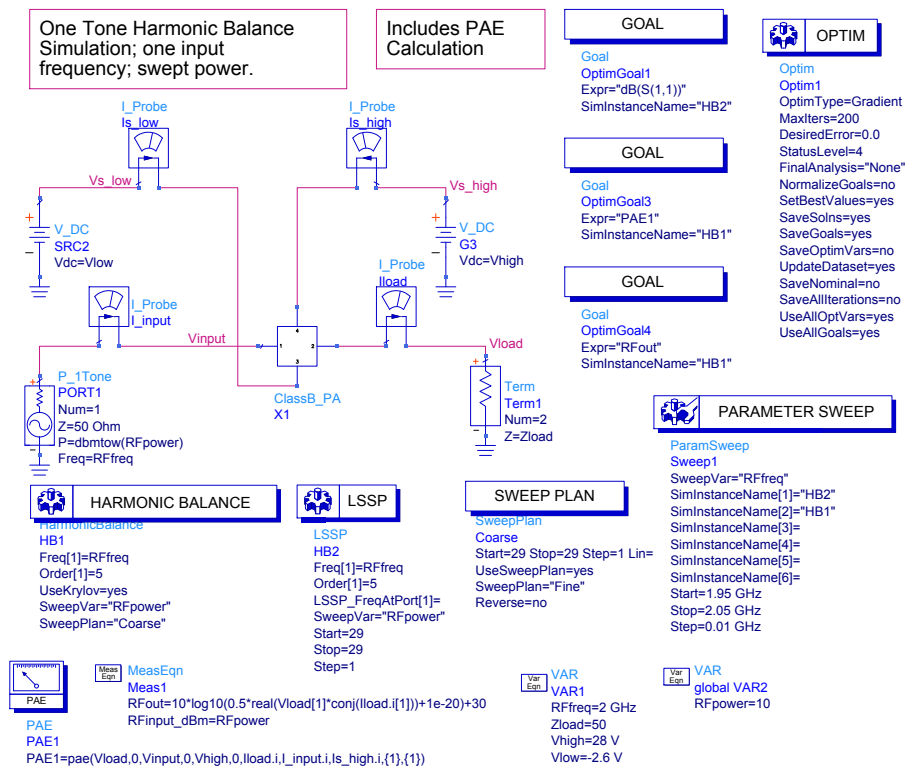 One Tone Harmonic Balance
Simulation; one input
frequency; swept power.
Includes PAE
Calculation
GOAL
Goal
OptimGoal1
Expr="dB(S(1,1))"
SimInstanceName="HB2"
GOAL
Goal
OptimGoal3
Expr="PAE1"
SimInstanceName="HB1"
GOAL
Goal
OptimGoal4
Expr="RFout"
SimInstanceName="HB1"
OPTIM
Optim
Optim1
OptimType=Gradient
MaxIters=200
DesiredError=0.0
StatusLevel=4
FinalAnalysis="None"
NormalizeGoals=no
SetBestValues=yes
SaveSolns=yes
SaveGoals=yes
SaveOptimVars=no
UpdateDataset=yes
SaveNominal=no
SaveAllIterations=no
UseAllOptVars=yes
UseAllGoals=yes
I_Probe
Is_low
I_Probe
Is_high
Vs_low
Vs_high
+
-
V_DC
SRC2
Vdc=Vlow
+
-
V_DC
G3
Vdc=Vhigh
I_Probe
I_input
I_Probe
Iload
Vinput
Vload
4
1
2
3
ClassB_PA
X1
+
-
P_1Tone
PORT1
Num=1
Z=50 Ohm
P=dbmtow(RFpower)
Freq=RFfreq
+
-
Term
Term1
Num=2
Z=Zload
PARAMETER SWEEP
ParamSweep
Sweep1
SweepVar="RFfreq"
SimInstanceName[1]="HB2"
SimInstanceName[2]="HB1"
SimInstanceName[3]=
SimInstanceName[4]=
SimInstanceName[5]=
SimInstanceName[6]=
Start=1.95 GHz
Stop=2.05 GHz
Step=0.01 GHz
HARMONIC BALANCE
HarmonicBalance
HB1
Freq[1]=RFfreq
Order[1]=5
UseKrylov=yes
SweepVar="RFpower"
SweepPlan="Coarse"
LSSP
LSSP
HB2
Freq[1]=RFfreq
Order[1]=5
LSSP_FreqAtPort[1]=
SweepVar="RFpower"
Start=29
Stop=29
Step=1
SWEEP PLAN
SweepPlan
Coarse
Start=29 Stop=29 Step=1 Lin=
UseSweepPlan=yes
SweepPlan="Fine"
Reverse=no
PAE
PAE
PAE1
PAE1=pae(Vload,0,Vinput,0,Vhigh,0,Iload.i,I_input.i,Is_high.i,{1},{1})
Meas
Eqn
MeasEqn
Meas1
RFout=10*log10(0.5*real(Vload[1]*conj(Iload.i[1]))+1e-20)+30
RFinput_dBm=RFpower
Var
Eqn
VAR
VAR1
RFfreq=2 GHz
Zload=50
Vhigh=28 V
Vlow=-2.6 V
Var
Eqn
VAR
global VAR2
RFpower=10